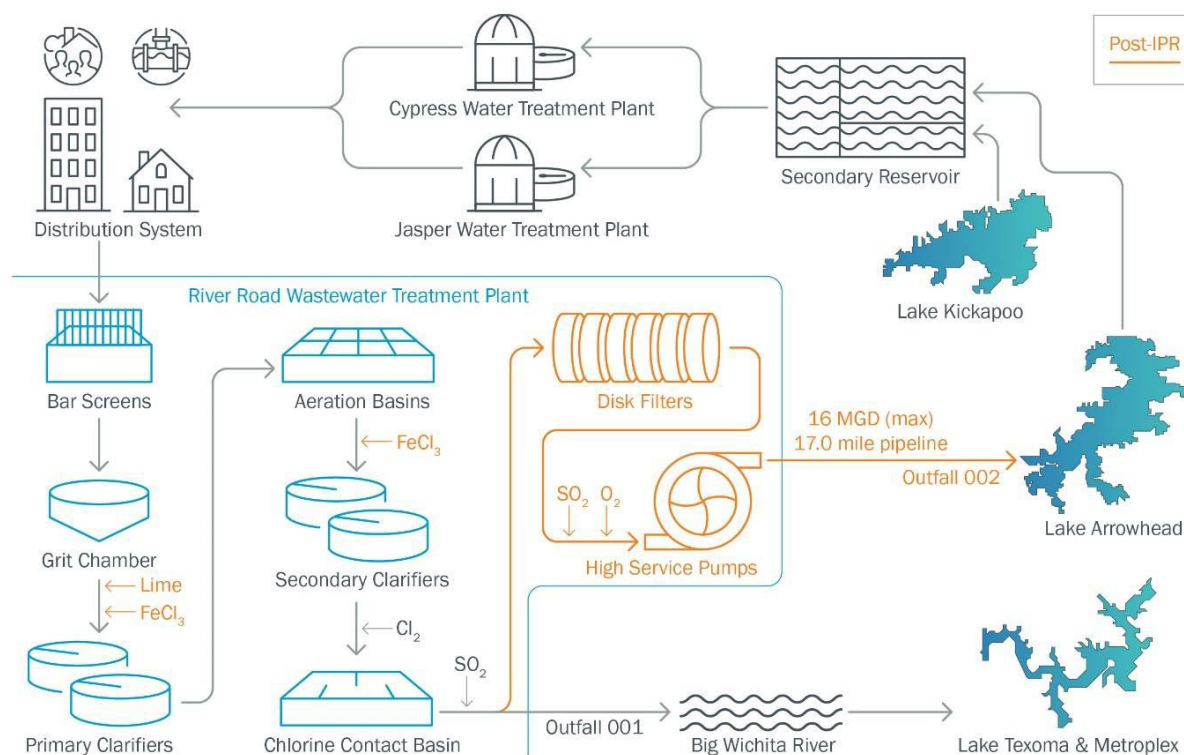 Post-IPR
Cypress Water Treatment Plant
Secondary Reservoir
Distribution System
Jasper Water Treatment Plant
Lake Kickapoo
River Road Wastewater Treatment Plant
Bar Screens
Aeration Basins
Disk Filters
FeCl₃
16 MGD (max)
17.0 mile pipeline
Outfall 002
SO₂
O₂
Lake Arrowhead
Grit Chamber
Secondary Clarifiers
High Service Pumps
Lime
FeCl₃
Cl₂
SO₂
Primary Clarifiers
Chlorine Contact Basin
Outfall 001
Big Wichita River
Lake Texoma & Metroplex